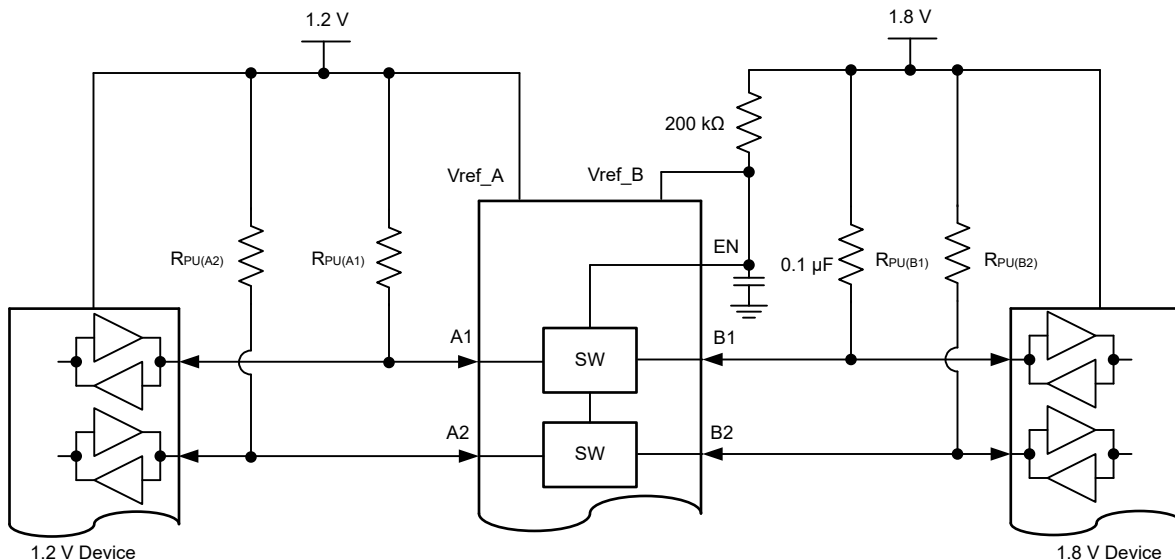 1.2 V
1.8 V
200 kΩ
Vref_A
Vref_B
EN
RPU(A2)
RPU(A1)
0.1 µF
RPU(B1)
RPU(B2)
A1
SW
B1
A2
SW
B2
1.2 V Device
1.8 V Device